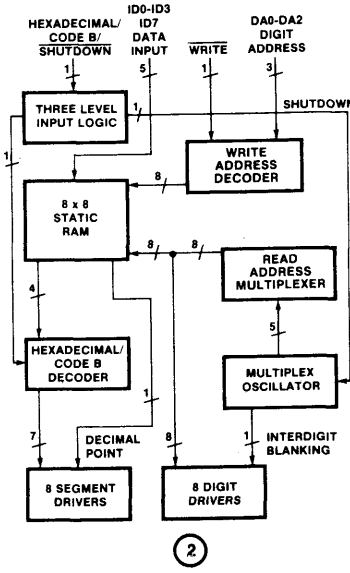 HEXADECIMAL/
CODE B/
SHUTDOWN
ID0-ID3
ID7
DATA
INPUT
WRITE
DA0-DA2
DIGIT
ADDRESS
1
5
1
3
THREE LEVEL
INPUT LOGIC
1
SHUTDOWN
1
WRITE
ADDRESS
DECODER
8
8 x 8
STATIC
RAM
8
8
READ
ADDRESS
MULTIPLEXER
4
5
HEXADECIMAL/
CODE B
DECODER
1
MULTIPLEX
OSCILLATOR
7
DECIMAL
POINT
8
1
INTERDIGIT
BLANKING
8 SEGMENT
DRIVERS
8 DIGIT
DRIVERS
2